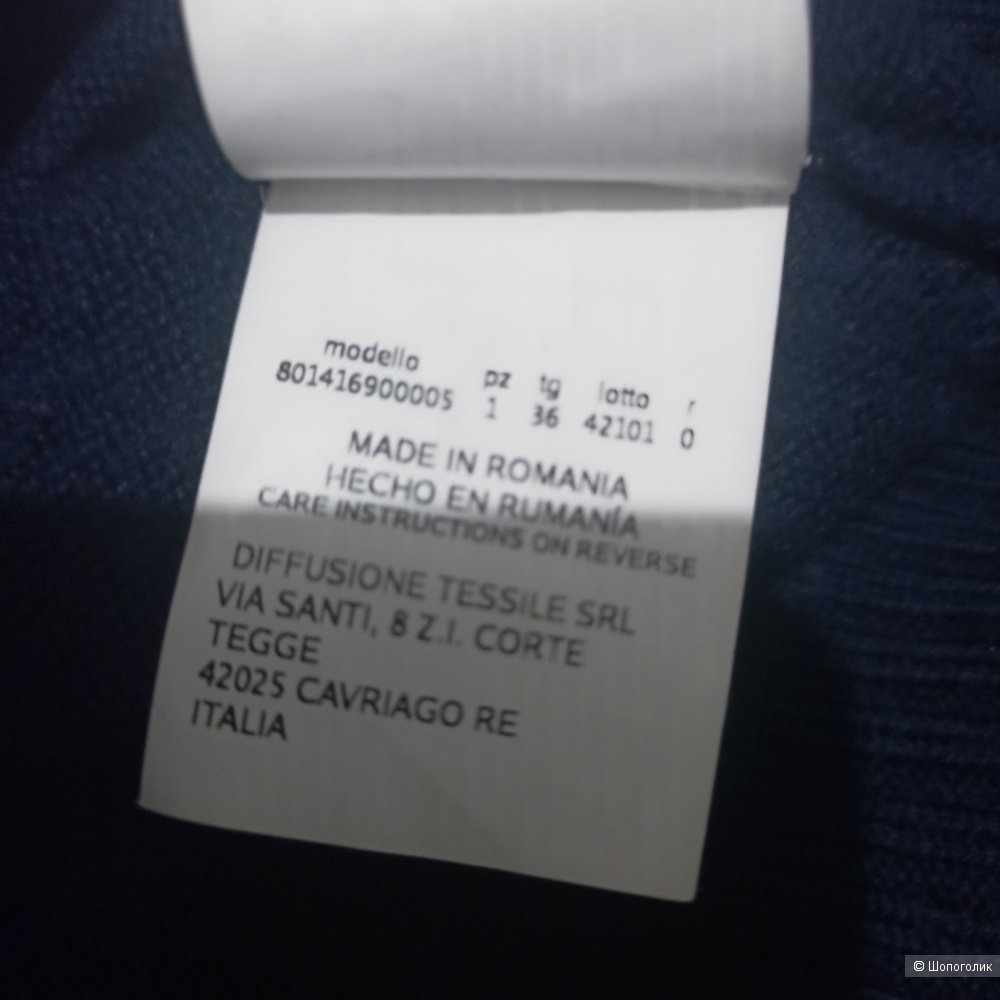 modello pz tg lotto r
801416900005 1 36 42101 0
MADE IN ROMANIA
HECHO EN RUMANÍA
CARE INSTRUCTIONS ON REVERSE
DIFFUSIONE TESSILE SRL
VIA SANTI, 8 Z.I. CORTE
TEGGE
42025 CAVRIAGO RE
ITALIA
© Шопоголик